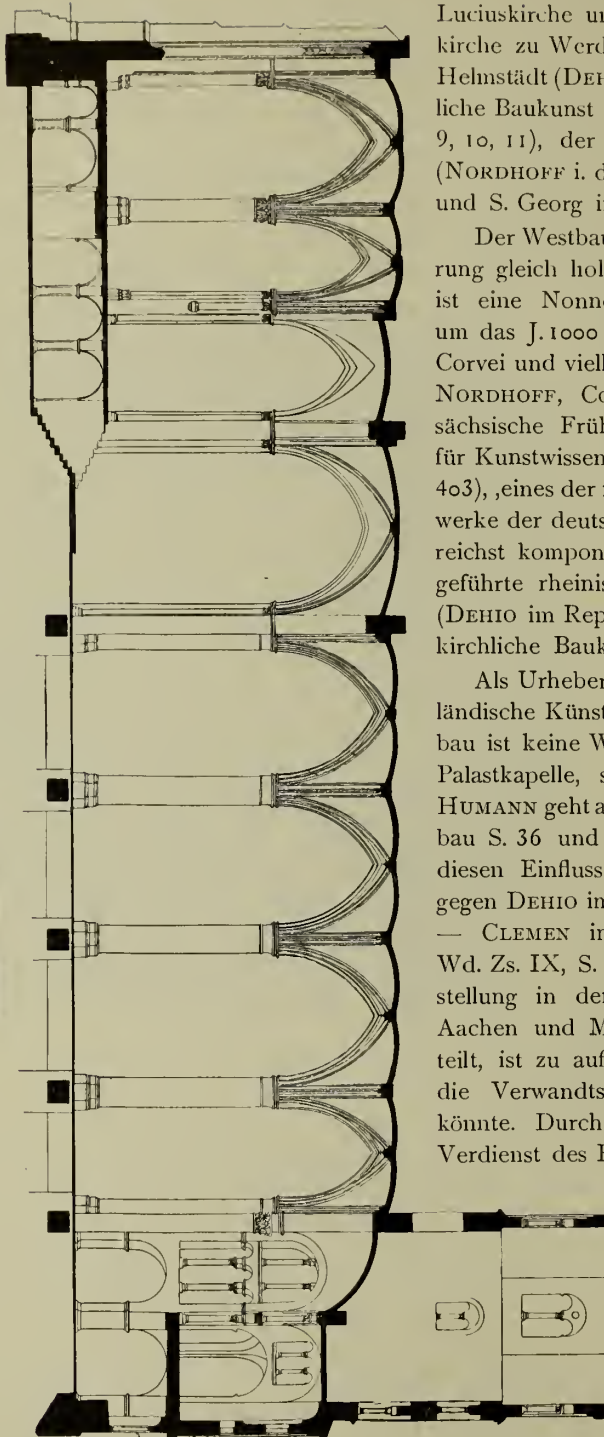 Luciuskirche un
kirche zu Werd
Helmstädt (DEH
liche Baukunst
9, 10, 11), der
(NORDHOFF i. d
und S. Georg i
Der Westbau
rung gleich hol
ist eine Nonne
um das J. 1000
Corvei und viell
NORDHOFF, Co
sächsische Früh
für Kunstwissen
403), ‚eines der
werke der deuts
reichst kompon
geführte rheinis
(DEHIO im Rep
kirchliche Bauk
Als Urheber
ländische Künst
bau ist keine W
Palastkapelle, s
HUMANN geht a
bau S. 36 und
diesen Einfluss
gegen DEHIO im
— CLEMEN in
Wd. Zs. IX, S.
stellung in der
Aachen und M
teilt, ist zu auf
die Verwandts
könnte. Durch
Verdienst des E